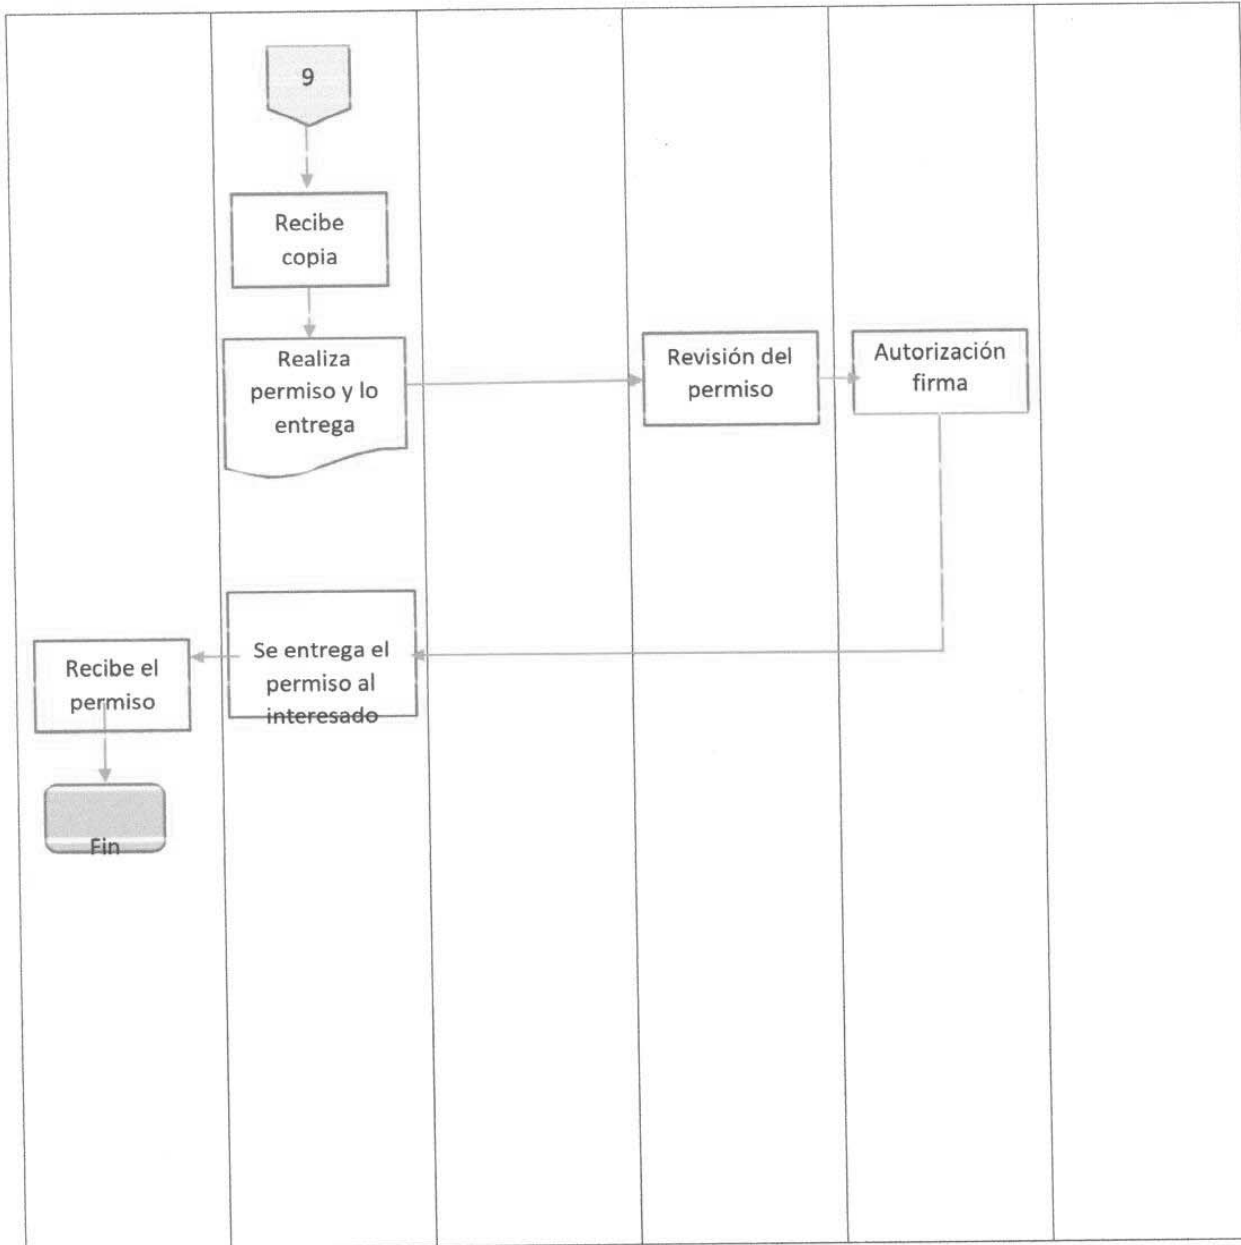 9
Recibe
copia
Realiza
permiso y lo
entrega
Revisión del
permiso
Autorización
firma
Se entrega el
permiso al
interesado
Recibe el
permiso
Fin